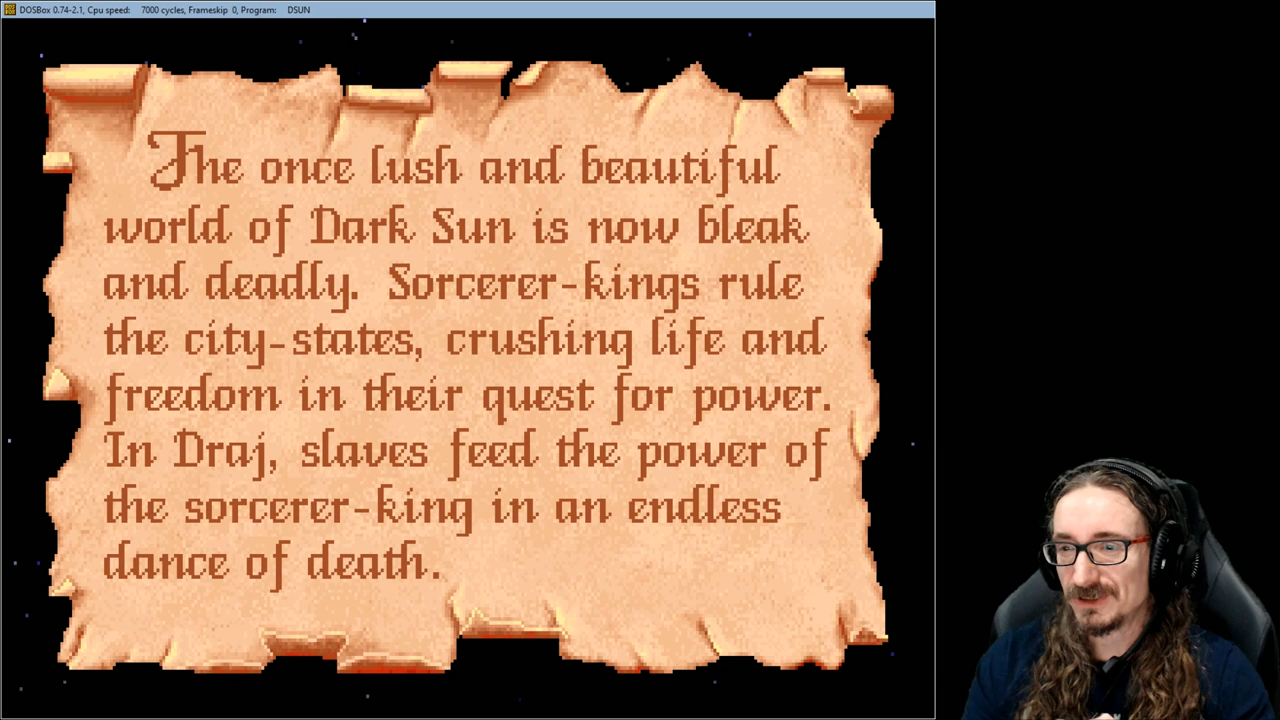 DOSBox 0.74-2.1, Cpu speed: 7000 cycles, Frameskip 0, Program: DSUN
The once lush and beautiful
world of Dark Sun is now bleak
and deadly. Sorcerer-kings rule
the city-states, crushing life and
freedom in their quest for power.
In Draj, slaves feed the power of
the sorcerer-king in an endless
dance of death.